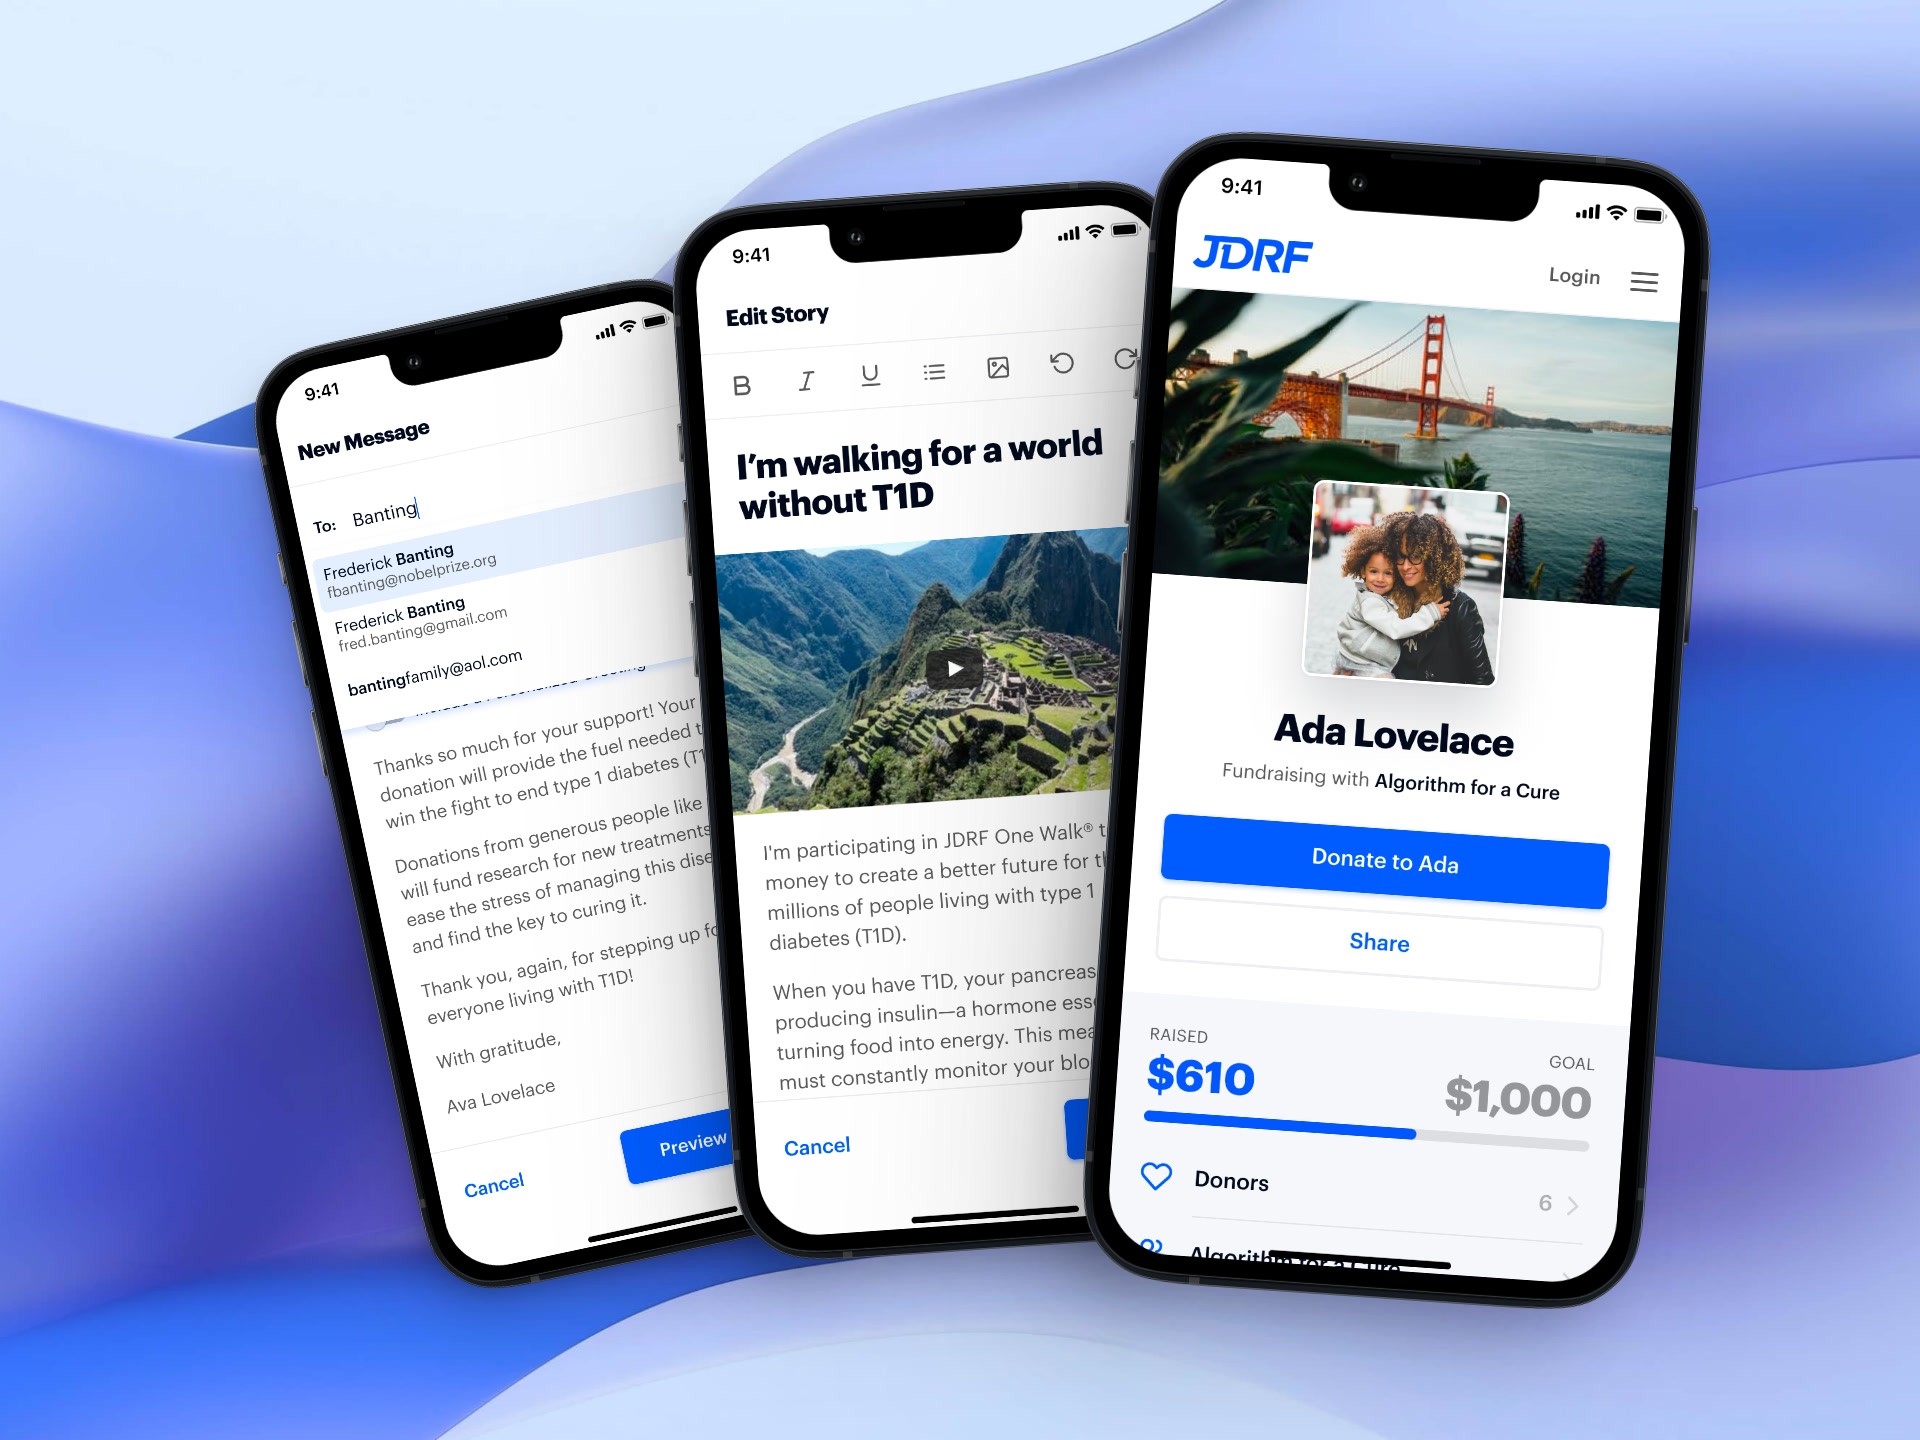 9:41
New Message
To: Banting
Frederick Banting
fbanting@nobelprize.org
Frederick Banting
fred.banting@gmail.com
bantingfamily@aol.com
Thanks so much for your support! Your
donation will provide the fuel needed
win the fight to end type 1 diabetes (T1
Donations from generous people like
will fund research for new treatments
ease the stress of managing this
and find the key to curing it.
Thank you, again, for stepping up
everyone living with T1D!
With gratitude,
Ava Lovelace
Cancel
Preview
9:41
Edit Story
I’m walking for a world
without T1D
I'm participating in JDRF One Walk®
money to create a better future for
millions of people living with type 1
diabetes (T1D).
When you have T1D, your pancreas
producing insulin—a hormone
turning food into energy. This
must constantly monitor your
Cancel
9:41
JDRF
Login
Ada Lovelace
Fundraising with Algorithm for a Cure
Donate to Ada
Share
RAISED
GOAL
$610
$1,000
Donors
6
Algorithm for a Cure